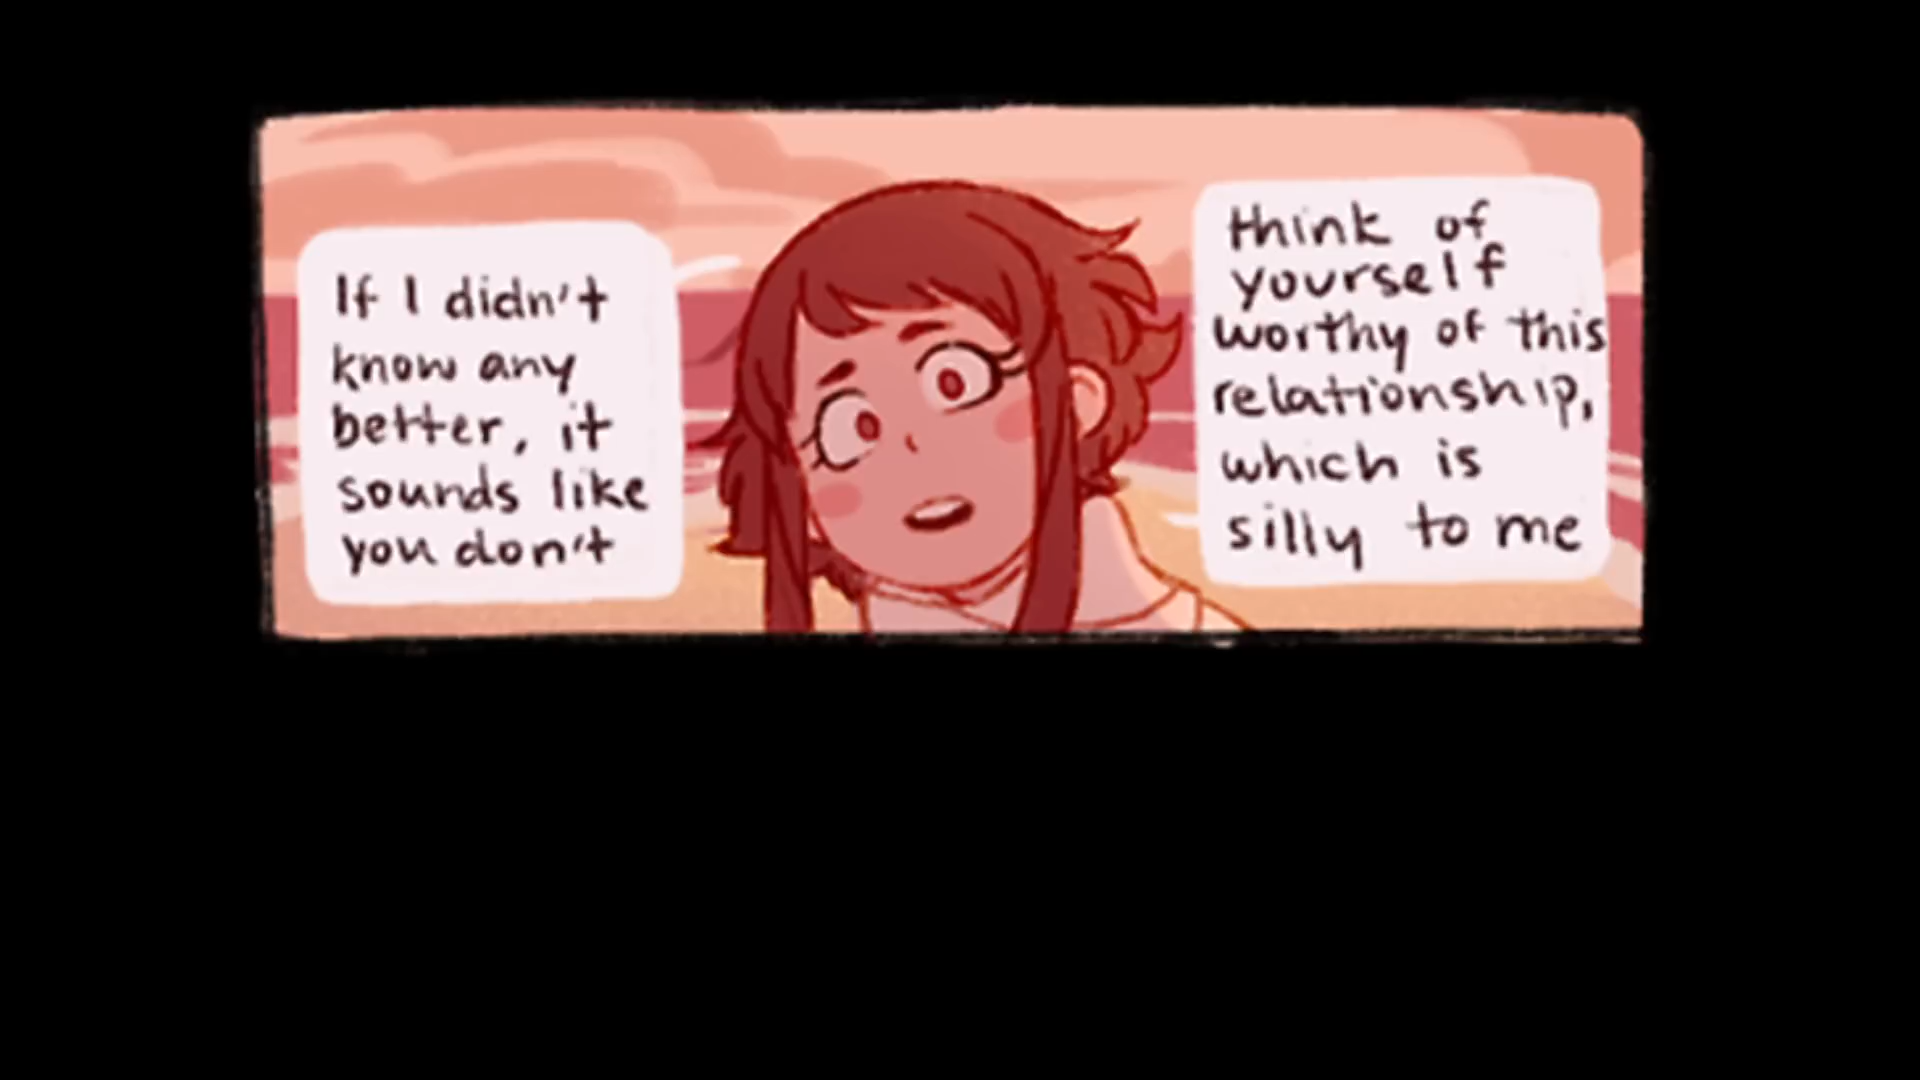 If I didn't
know any
better, it
sounds like
you don't
think of
yourself
worthy of this
relationship,
which is
silly to me